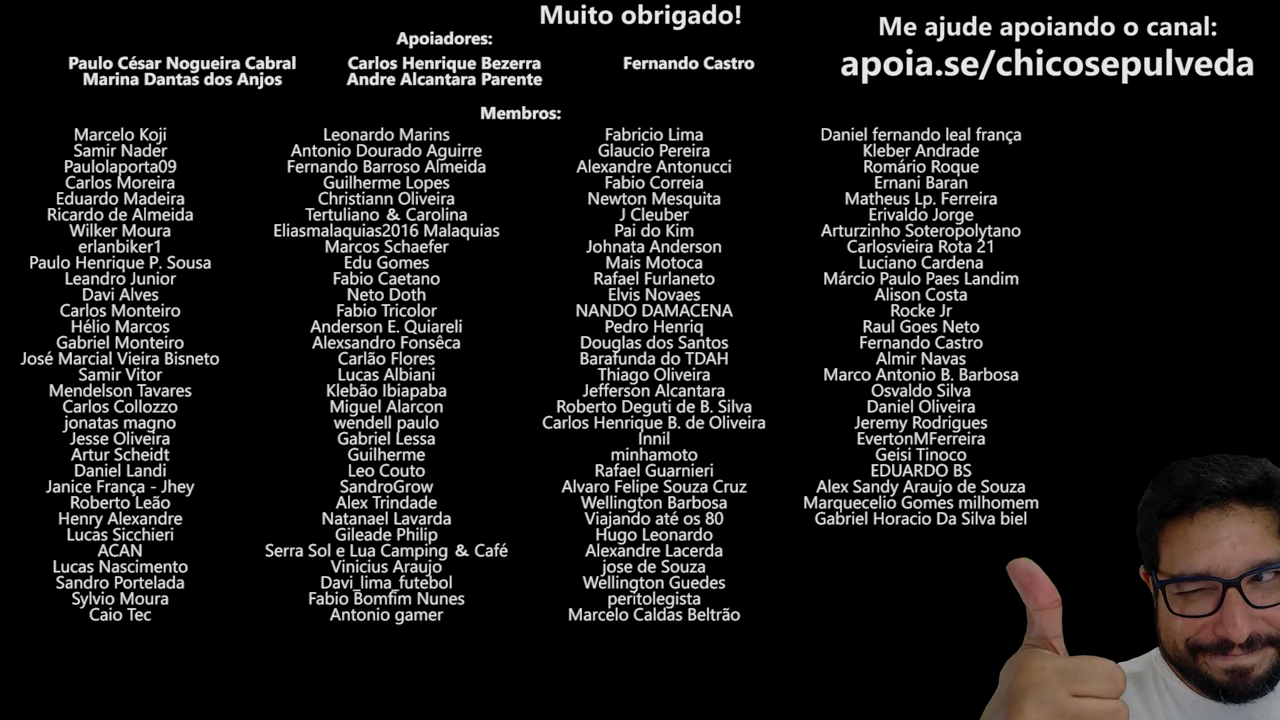 Muito obrigado!
Me ajude apoiando o canal:
apoia.se/chicosepulveda
Apoiadores:
Paulo César Nogueira Cabral
Marina Dantas dos Anjos
Carlos Henrique Bezerra
Andre Alcantara Parente
Fernando Castro
Membros:
Marcelo Koji
Samir Nader
Paulolaporta09
Carlos Moreira
Eduardo Madeira
Ricardo de Almeida
Wilker Moura
erlanbiker1
Paulo Henrique P. Sousa
Leandro Junior
Davi Alves
Carlos Monteiro
Hélio Marcos
Gabriel Monteiro
José Marcial Vieira Bisneto
Samir Vitor
Mendelson Tavares
Carlos Collozzo
jonatas magno
Jesse Oliveira
Artur Scheidt
Daniel Landi
Janice França - Jhey
Roberto Leão
Henry Alexandre
Lucas Sicchieri
ACAN
Lucas Nascimento
Sandro Portelada
Sylvio Moura
Caio Tec
Leonardo Marins
Antonio Dourado Aguirre
Fernando Barroso Almeida
Guilherme Lopes
Christiann Oliveira
Tertuliano & Carolina
Eliasmalaquias2016 Malaquias
Marcos Schaefer
Edu Gomes
Fabio Caetano
Neto Doth
Fabio Tricolor
Anderson E. Quiareli
Alexsandro Fonsêca
Carlão Flores
Lucas Albiani
Klebão Ibiapaba
Miguel Alarcon
wendell paulo
Gabriel Lessa
Guilherme
Leo Couto
SandroGrow
Alex Trindade
Natanael Lavarda
Gileade Philip
Serra Sol e Lua Camping & Café
Vinicius Araujo
Davi_lima_futebol
Fabio Bomfim Nunes
Antonio gamer
Fabricio Lima
Glaucio Pereira
Alexandre Antonucci
Fabio Correia
Newton Mesquita
J Cleuber
Pai do Kim
Johnata Anderson
Mais Motoca
Rafael Furlaneto
Elvis Novaes
NANDO DAMACENA
Pedro Henriq
Douglas dos Santos
Barafunda do TDAH
Thiago Oliveira
Jefferson Alcantara
Roberto Deguti de B. Silva
Carlos Henrique B. de Oliveira
Innil
minhamoto
Rafael Guarnieri
Alvaro Felipe Souza Cruz
Wellington Barbosa
Viajando até os 80
Hugo Leonardo
Alexandre Lacerda
jose de Souza
Wellington Guedes
peritolegista
Marcelo Caldas Beltrão
Daniel fernando leal frança
Kleber Andrade
Romário Roque
Ernani Baran
Matheus Lp. Ferreira
Erivaldo Jorge
Arturzinho Soteropolytano
Carlosvieira Rota 21
Luciano Cardena
Márcio Paulo Paes Landim
Alison Costa
Rocke Jr
Raul Goes Neto
Fernando Castro
Almir Navas
Marco Antonio B. Barbosa
Osvaldo Silva
Daniel Oliveira
Jeremy Rodrigues
EvertonMFerreira
Geisi Tinoco
EDUARDO BS
Alex Sandy Araujo de Souza
Marquecelio Gomes milhomem
Gabriel Horacio Da Silva biel